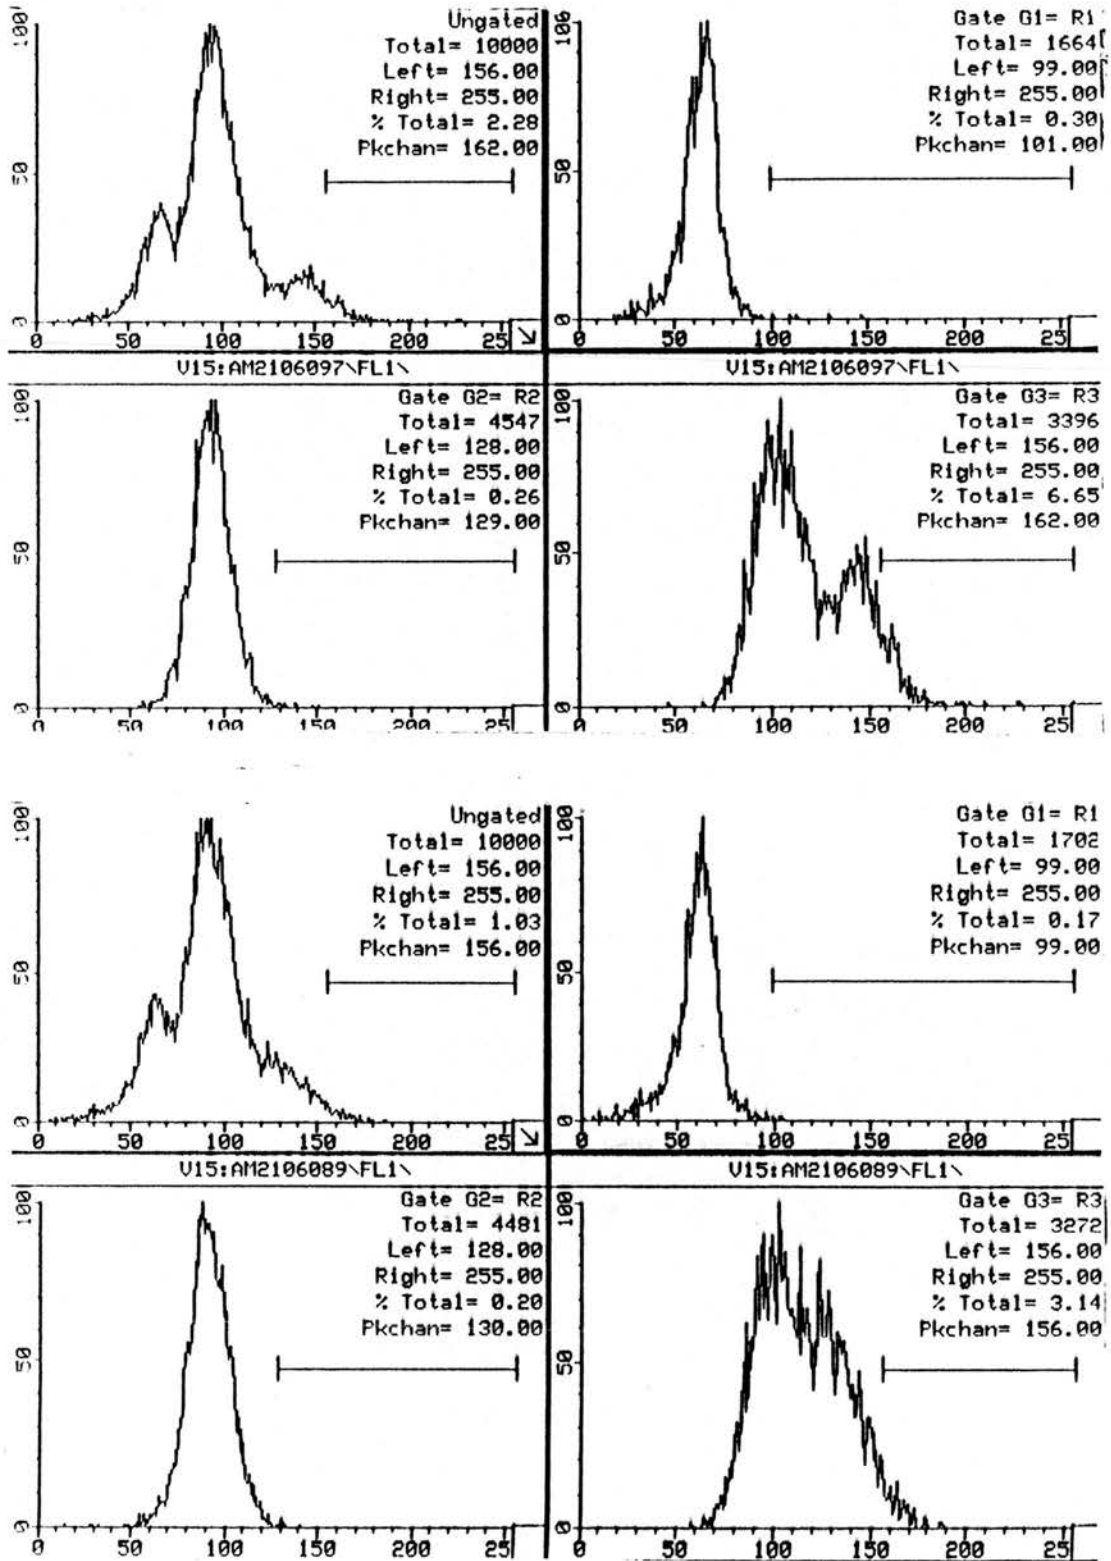 Ungated
Total= 10000
Left= 156.00
Right= 255.00
% Total= 2.28
Pkchan= 162.00
100
50
0
0 50 100 150 200 25
Gate G1= R1
Total= 1664
Left= 99.00
Right= 255.00
% Total= 0.30
Pkchan= 101.00
100
50
0
0 50 100 150 200 25
V15:AM2106097\FL1\
V15:AM2106097\FL1\
Gate G2= R2
Total= 4547
Left= 128.00
Right= 255.00
% Total= 0.26
Pkchan= 129.00
100
50
0
0 50 100 150 200 25
Gate G3= R3
Total= 3396
Left= 156.00
Right= 255.00
% Total= 6.65
Pkchan= 162.00
100
50
0
0 50 100 150 200 25
Ungated
Total= 10000
Left= 156.00
Right= 255.00
% Total= 1.03
Pkchan= 156.00
100
50
0
0 50 100 150 200 25
Gate G1= R1
Total= 1702
Left= 99.00
Right= 255.00
% Total= 0.17
Pkchan= 99.00
100
50
0
0 50 100 150 200 25
V15:AM2106089\FL1\
V15:AM2106089\FL1\
Gate G2= R2
Total= 4481
Left= 128.00
Right= 255.00
% Total= 0.20
Pkchan= 130.00
100
50
0
0 50 100 150 200 25
Gate G3= R3
Total= 3272
Left= 156.00
Right= 255.00
% Total= 3.14
Pkchan= 156.00
100
50
0
0 50 100 150 200 25